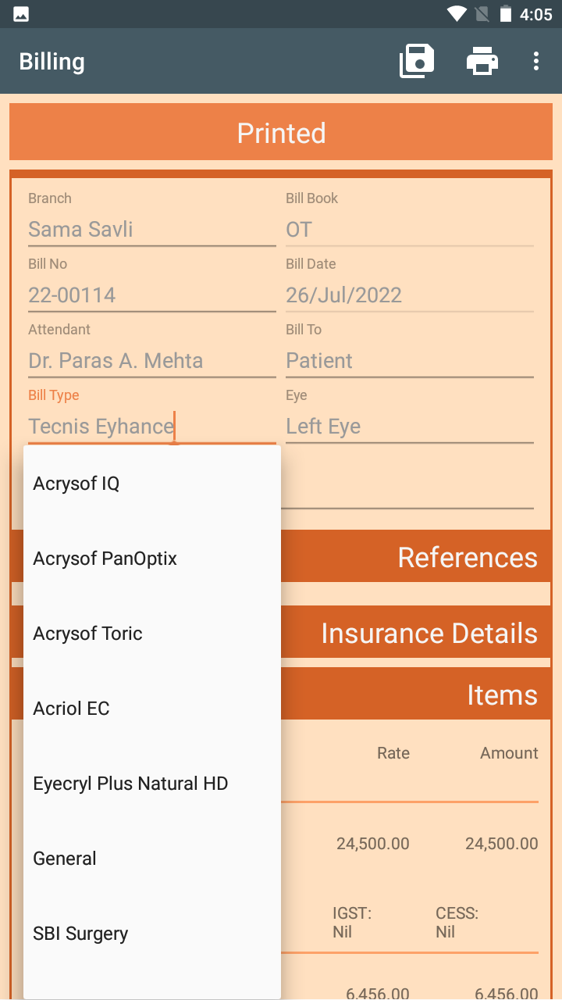 4:05
Billing
Printed
Branch
Bill Book
Sama Savli
OT
Bill No
Bill Date
22-00114
26/Jul/2022
Attendant
Bill To
Dr. Paras A. Mehta
Patient
Bill Type
Eye
Tecnis Eyhance
Left Eye
Acrysof IQ
Acrysof PanOptix
Acrysof Toric
Acriol EC
Eyecryl Plus Natural HD
General
SBI Surgery
References
Insurance Details
Items
Rate Amount
24,500.00 24,500.00
IGST: CESS:
Nil Nil
6,456.00 6,456.00